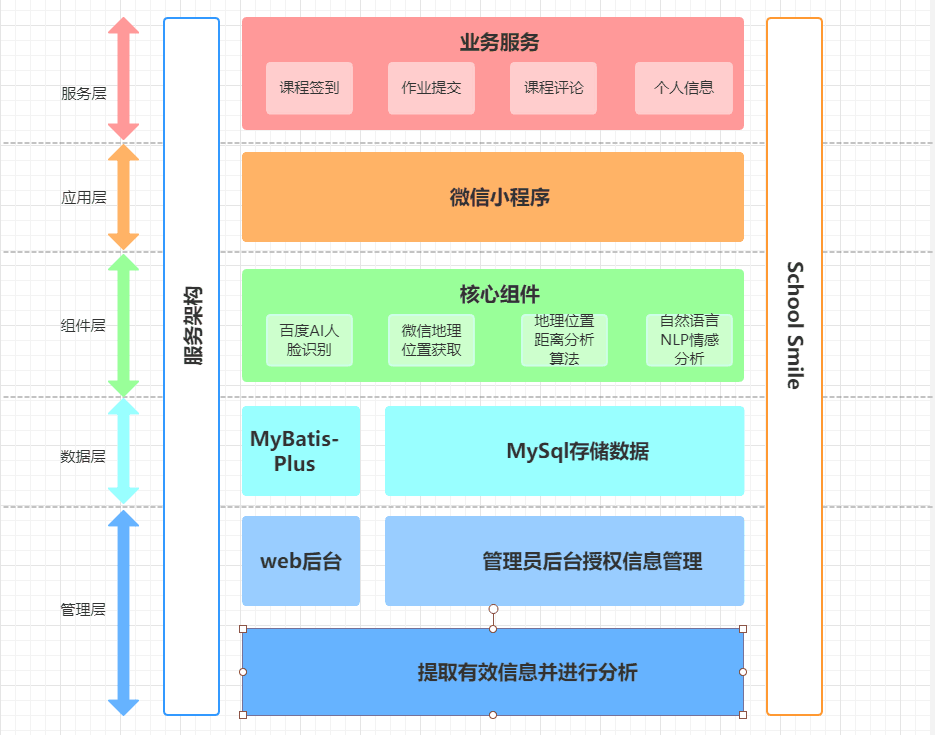 业务服务
课程签到
作业提交
课程评论
个人信息
服务层
应用层
微信小程序
核心组件
百度AI人
脸识别
微信地理
位置获取
地理位置
距离分析
算法
自然语言
NLP情感
分析
组件层
服务架构
School Smile
数据层
MyBatis-
Plus
MySql存储数据
管理层
web后台
管理员后台授权信息管理
提取有效信息并进行分析